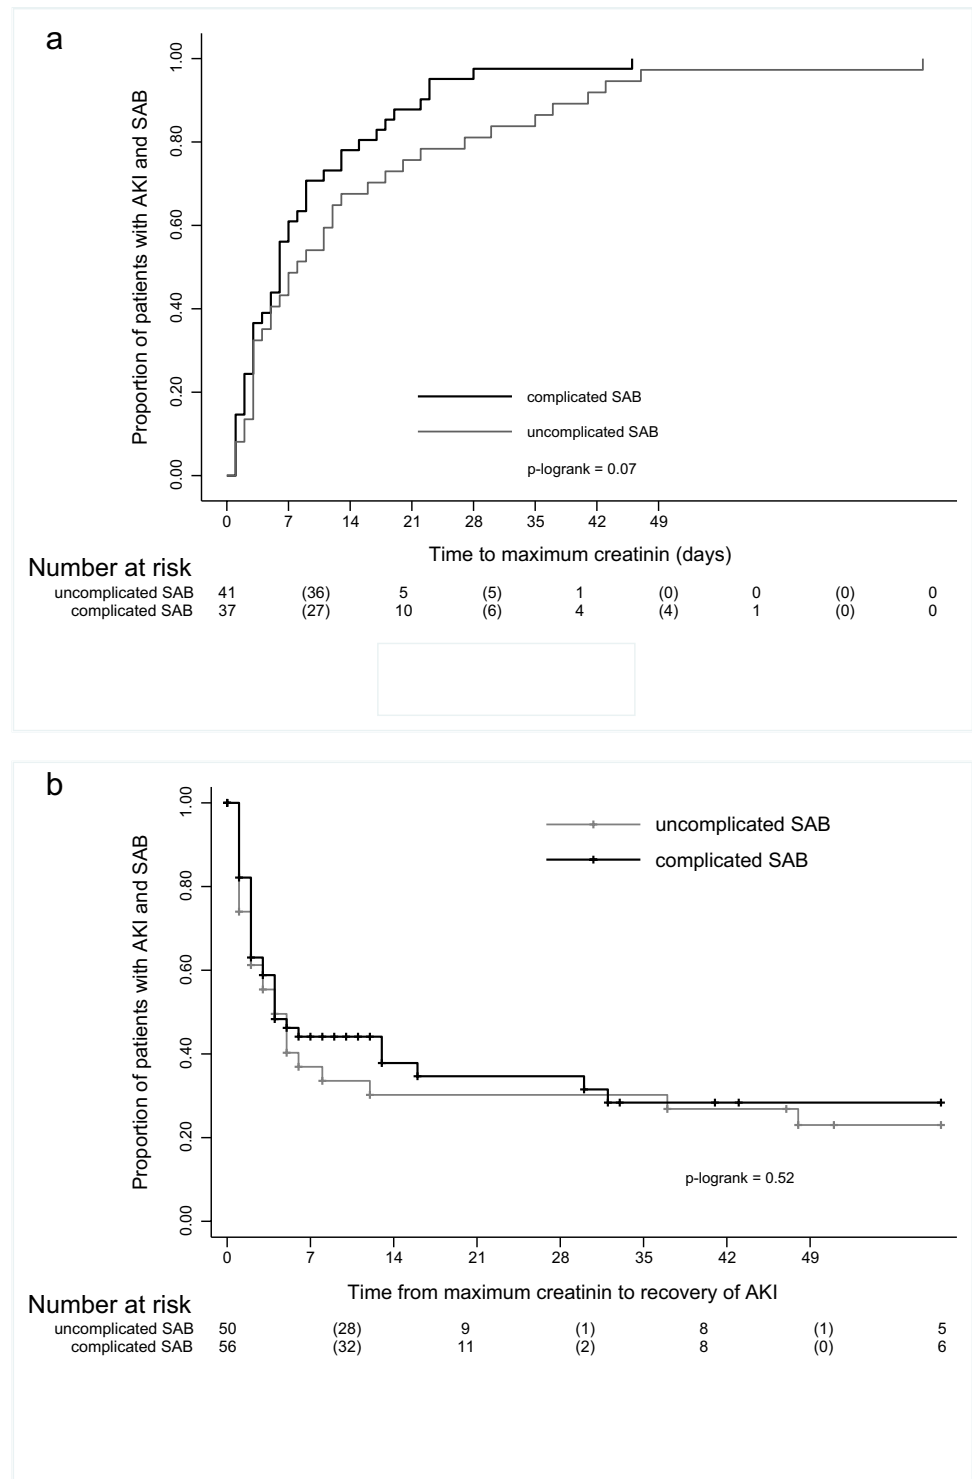 a
Proportion of patients with AKI and SAB
1.00
0.80
0.60
0.40
0.20
0.00
complicated SAB
uncomplicated SAB
p-logrank = 0.07
0 7 14 21 28 35 42 49
Time to maximum creatinin (days)
Number at risk
uncomplicated SAB 41 (36) 5 (5) 1 (0) 0 (0) 0
complicated SAB 37 (27) 10 (6) 4 (4) 1 (0) 0
b
Proportion of patients with AKI and SAB
1.00
0.80
0.60
0.40
0.20
0.00
uncomplicated SAB
complicated SAB
p-logrank = 0.52
0 7 14 21 28 35 42 49
Time from maximum creatinin to recovery of AKI
Number at risk
uncomplicated SAB 50 (28) 9 (1) 8 (1) 5
complicated SAB 56 (32) 11 (2) 8 (0) 6